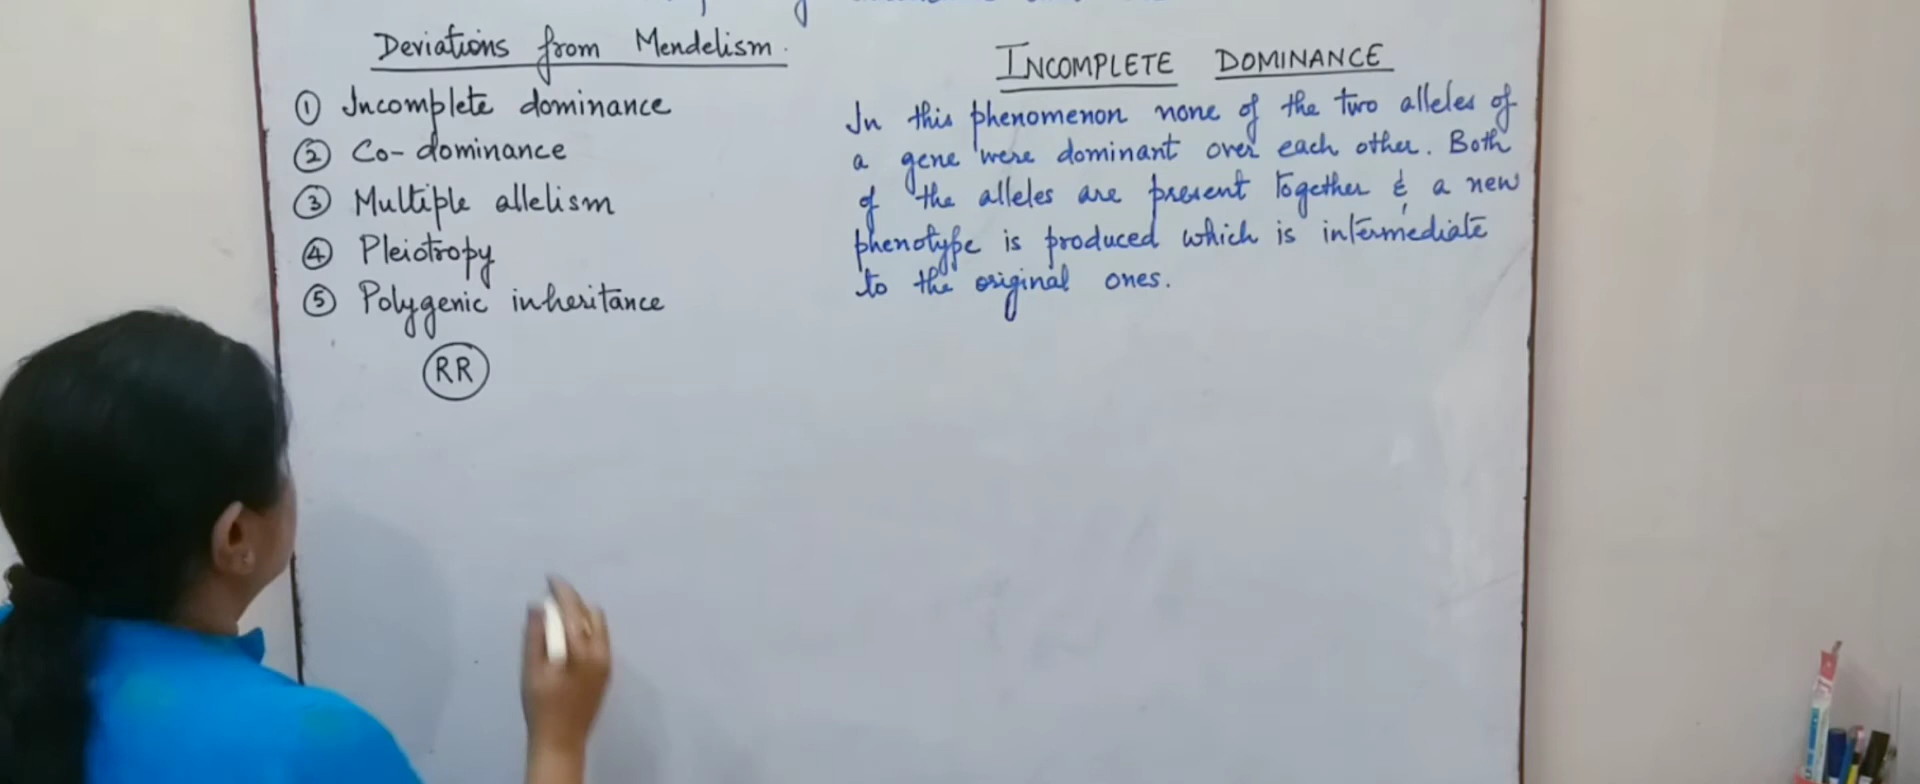 Deviations from Mendelism.
① Incomplete dominance
② Co-dominance
③ Multiple allelism
④ Pleiotropy
⑤ Polygenic inheritance
RR
INCOMPLETE DOMINANCE
In this phenomenon none of the two alleles of
a gene were dominant over each other. Both
of the alleles are present together & a new
phenotype is produced which is intermediate
to the original ones.